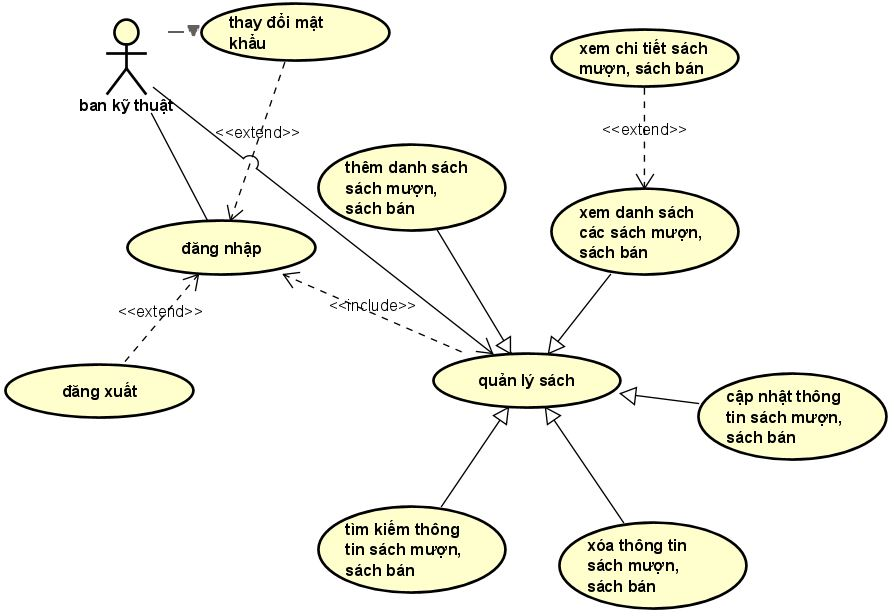 thay đổi mật
khẩu
ban kỹ thuật
xem chi tiết sách
mượn, sách bán
<<extend>>
<<extend>>
thêm danh sách
sách mượn,
sách bán
xem danh sách
các sách mượn,
sách bán
đăng nhập
<<extend>>
<<include>>
đăng xuất
quản lý sách
cập nhật thông
tin sách mượn,
sách bán
tìm kiếm thông
tin sách mượn,
sách bán
xóa thông tin
sách mượn,
sách bán